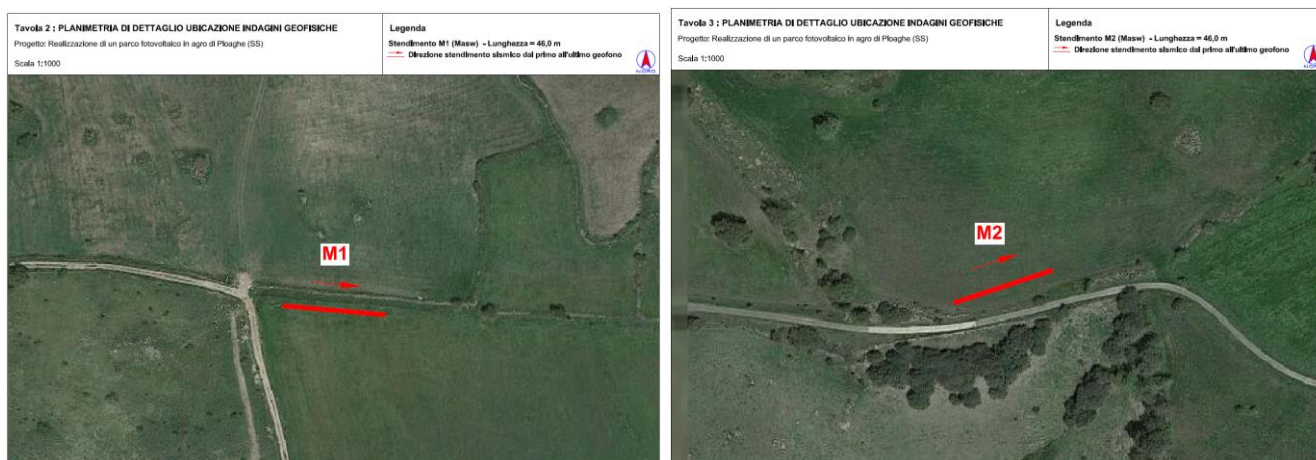 Tavola 2 : PLANIMETRIA DI DETTAGLIO UBICAZIONE INDAGINI GEOFISICHE
Progetto: Realizzazione di un parco fotovoltaico in agro di Ploaghe (SS)
Scala 1:1000
Legenda
Stendimento M1 (Masw) - Lunghezza = 46,0 m
Direzione stendimento sismico dal primo all'ultimo geofono
NORD
M1
Tavola 3 : PLANIMETRIA DI DETTAGLIO UBICAZIONE INDAGINI GEOFISICHE
Progetto: Realizzazione di un parco fotovoltaico in agro di Ploaghe (SS)
Scala 1:1000
Legenda
Stendimento M2 (Masw) - Lunghezza = 46,0 m
Direzione stendimento sismico dal primo all'ultimo geofono
NORD
M2